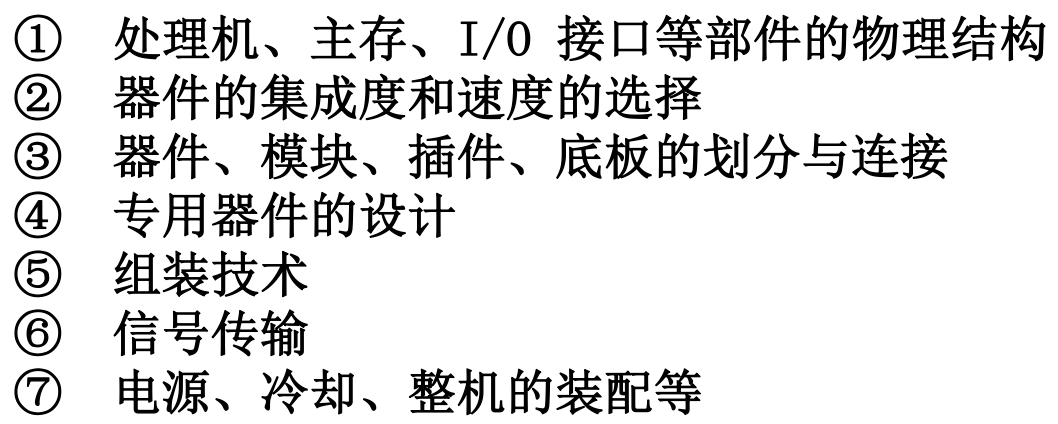 ① 处理机、主存、I/O 接口等部件的物理结构
② 器件的集成度和速度的选择
③ 器件、模块、插件、底板的划分与连接
④ 专用器件的设计
⑤ 组装技术
⑥ 信号传输
⑦ 电源、冷却、整机的装配等